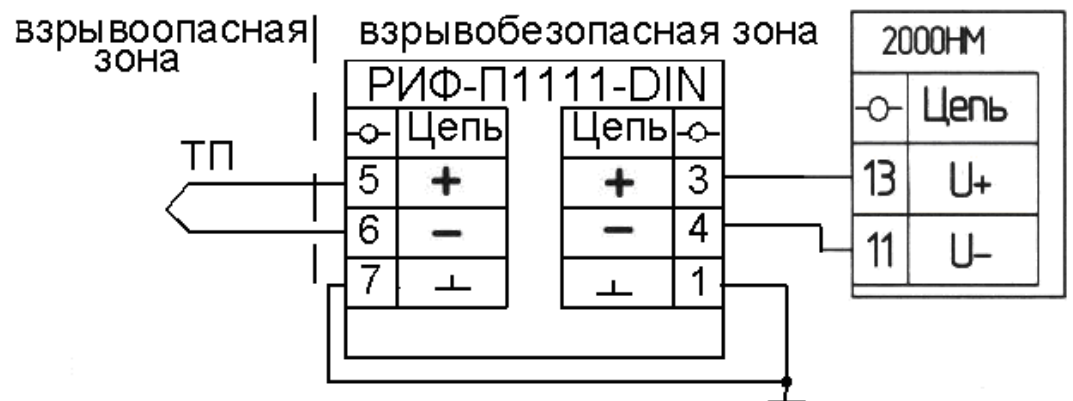 взрывоопасная
зона
взрывобезопасная зона
2000НМ
РИФ-П1111-DIN
Цепь Цепь
Цепь
ТП
5 + + 3
13 U+
6 − − 4
11 U−
7 1